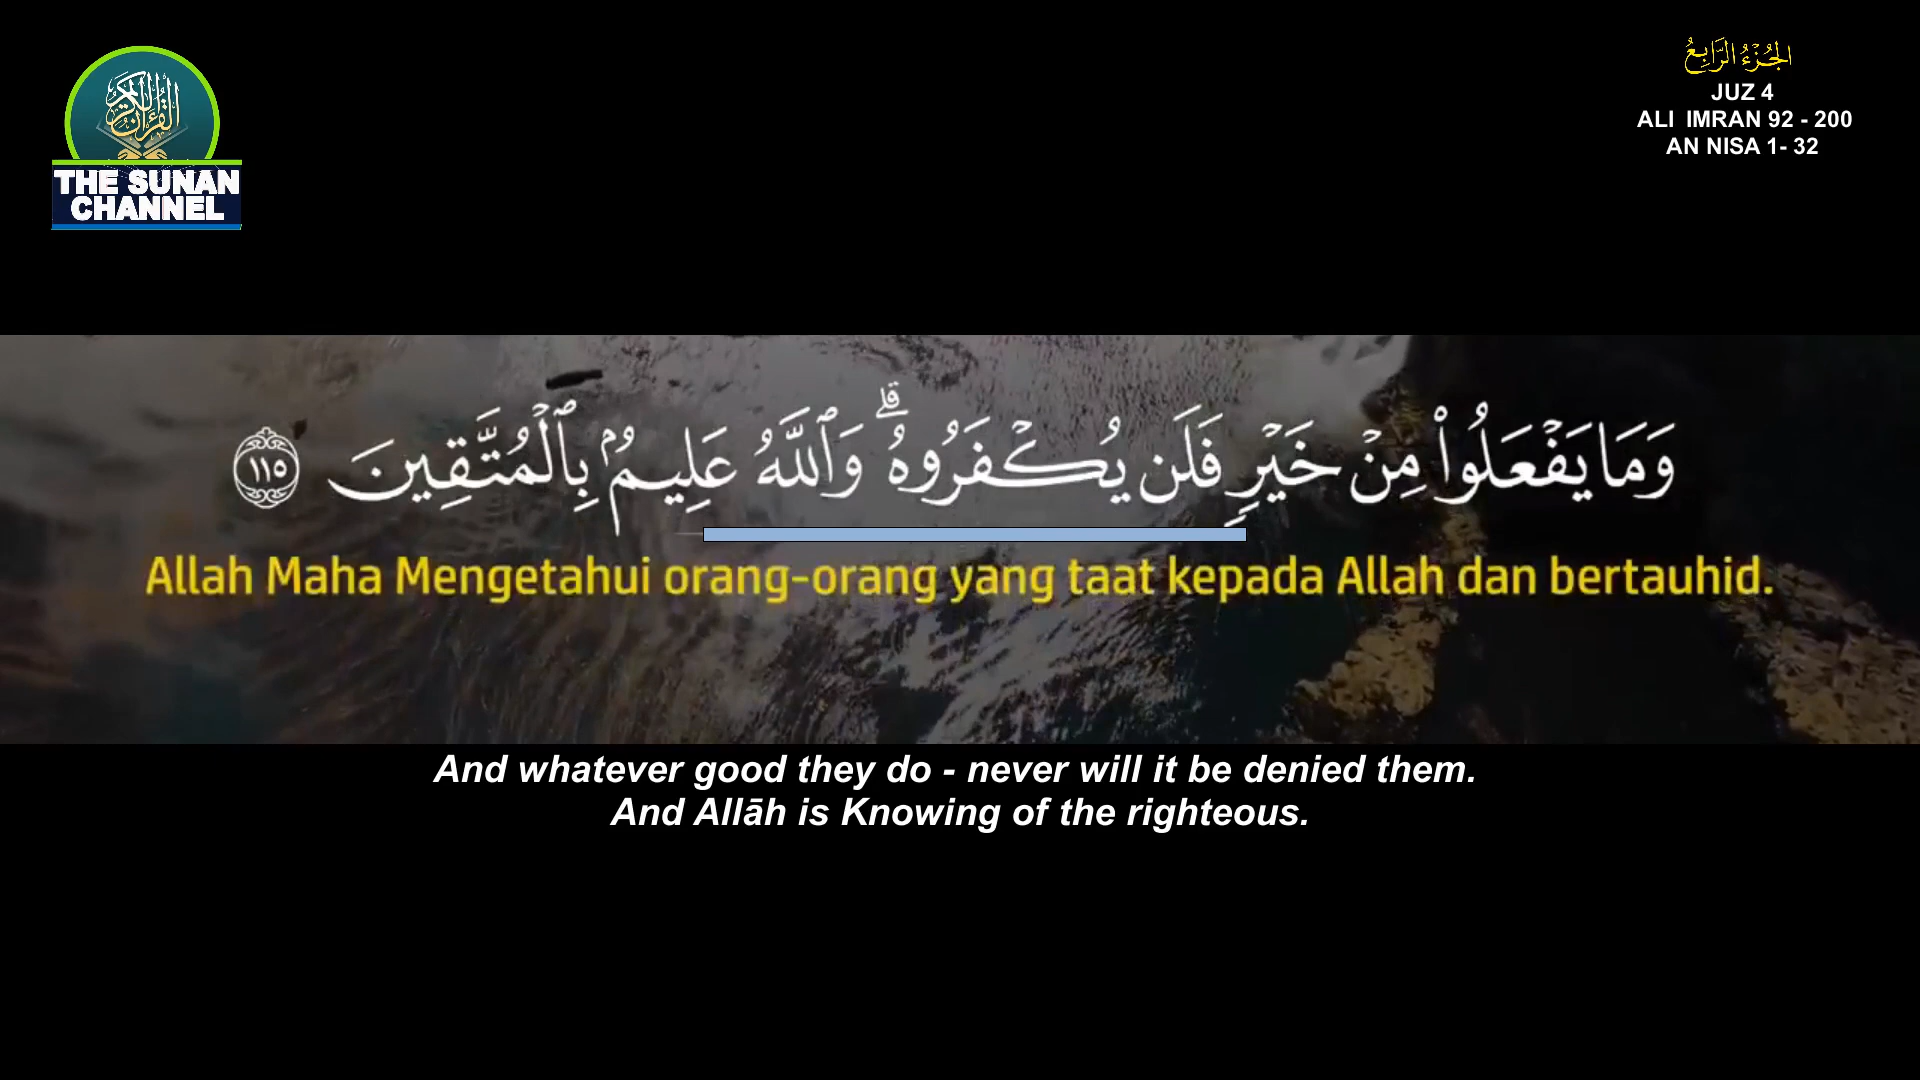 القرآن الكريم
THE SUNAN
CHANNEL
الجُزْءُ الرَّابِعُ
JUZ 4
ALI IMRAN 92 - 200
AN NISA 1- 32
وَمَا يَفْعَلُوا۟ مِنْ خَيْرٍ فَلَن يُكْفَرُوهُ ۗ وَٱللَّهُ عَلِيمٌۢ بِٱلْمُتَّقِينَ ١١٥
Allah Maha Mengetahui orang-orang yang taat kepada Allah dan bertauhid.
And whatever good they do - never will it be denied them.
And Allāh is Knowing of the righteous.